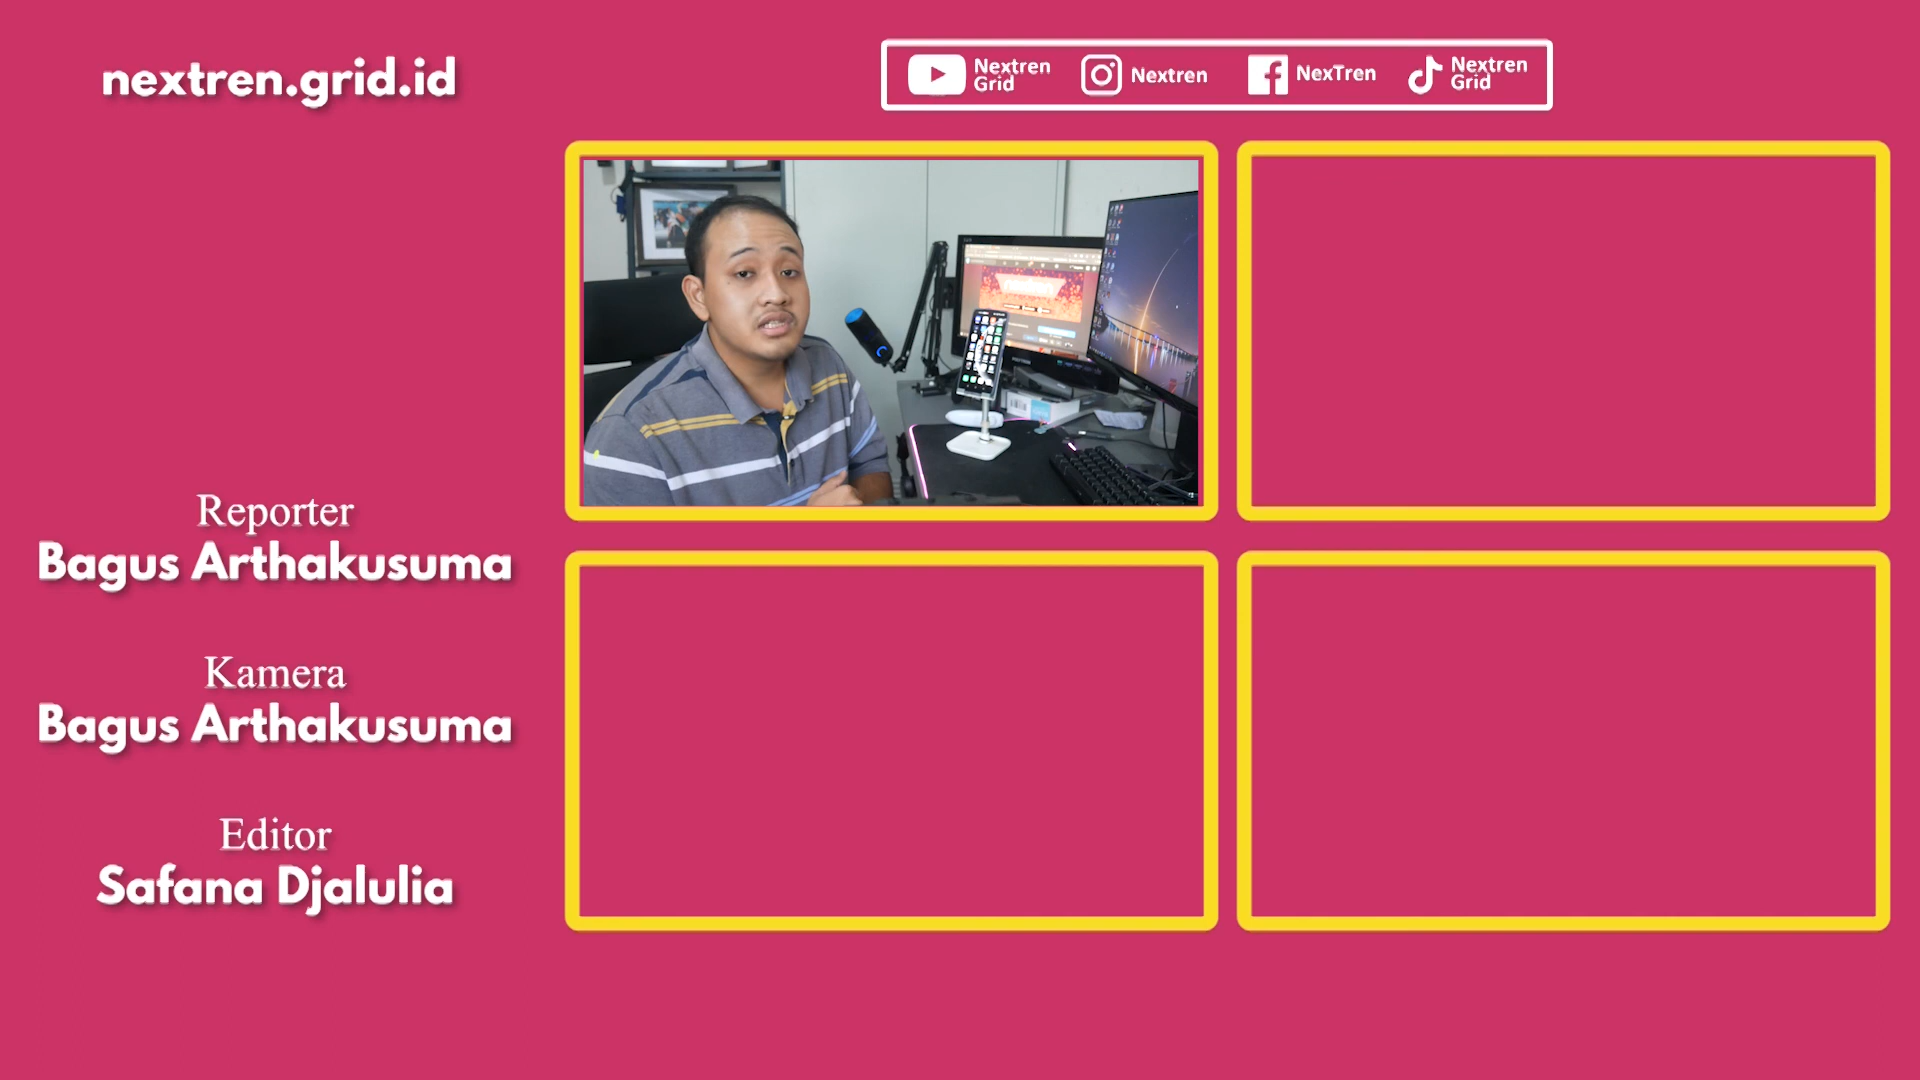 nextren.grid.id
Nextren
Grid
Nextren
NexTren
Nextren
Grid
Reporter
Bagus Arthakusuma
Kamera
Bagus Arthakusuma
Editor
Safana Djalulia